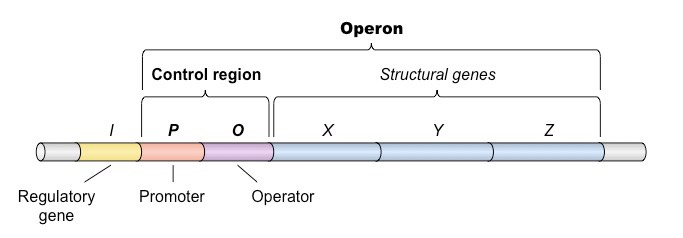 Operon
Control region
Structural genes
I
P
O
X
Y
Z
Regulatory
gene
Promoter
Operator